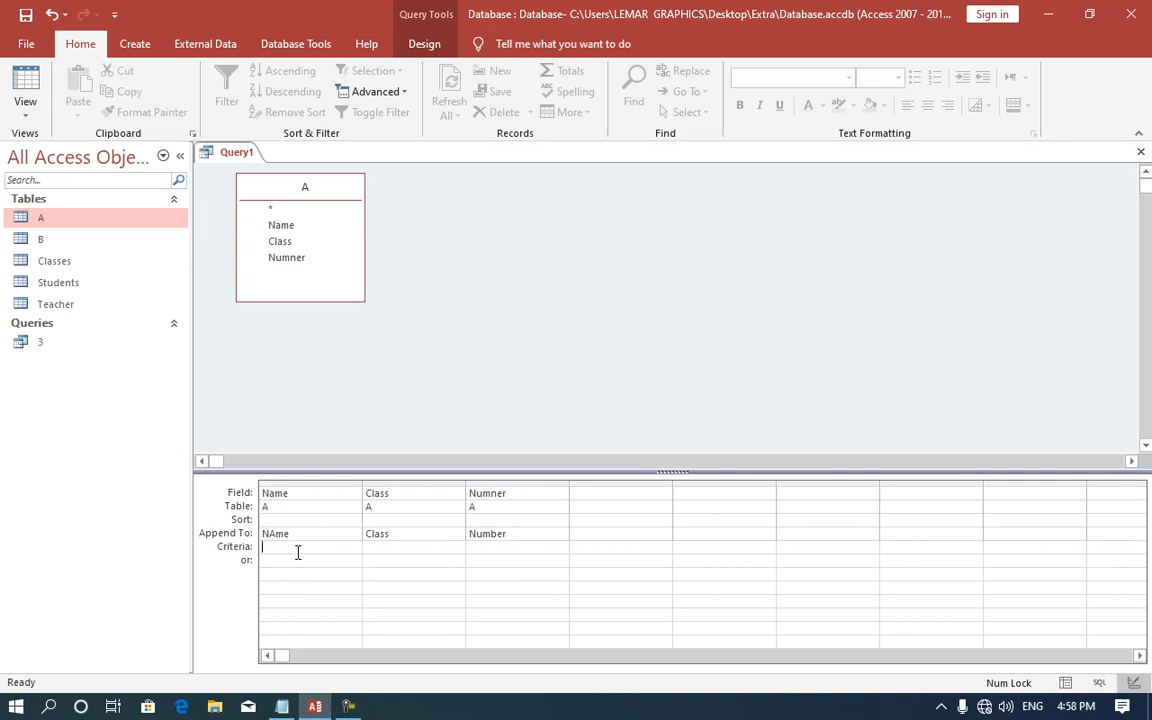 Query Tools
Database : Database- C:\Users\LEMAR GRAPHICS\Desktop\Extra\Database.accdb (Access 2007 - 201...
Sign in
File
Home
Create
External Data
Database Tools
Help
Design
Tell me what you want to do
View
Views
Paste
Cut
Copy
Format Painter
Clipboard
Filter
Ascending
Descending
Remove Sort
Selection
Advanced
Toggle Filter
Sort & Filter
Refresh
All
New
Save
Delete
Totals
Spelling
More
Records
Find
Replace
Go To
Select
Find
B I U A
Text Formatting
All Access Obje...
Search...
Tables
A
B
Classes
Students
Teacher
Queries
3
Query1
A
*
Name
Class
Numner
Field: Name Class Numner
Table: A A A
Sort:
Append To: NAme Class Number
Criteria:
or:
Ready
Num Lock
SQL
ENG
4:58 PM